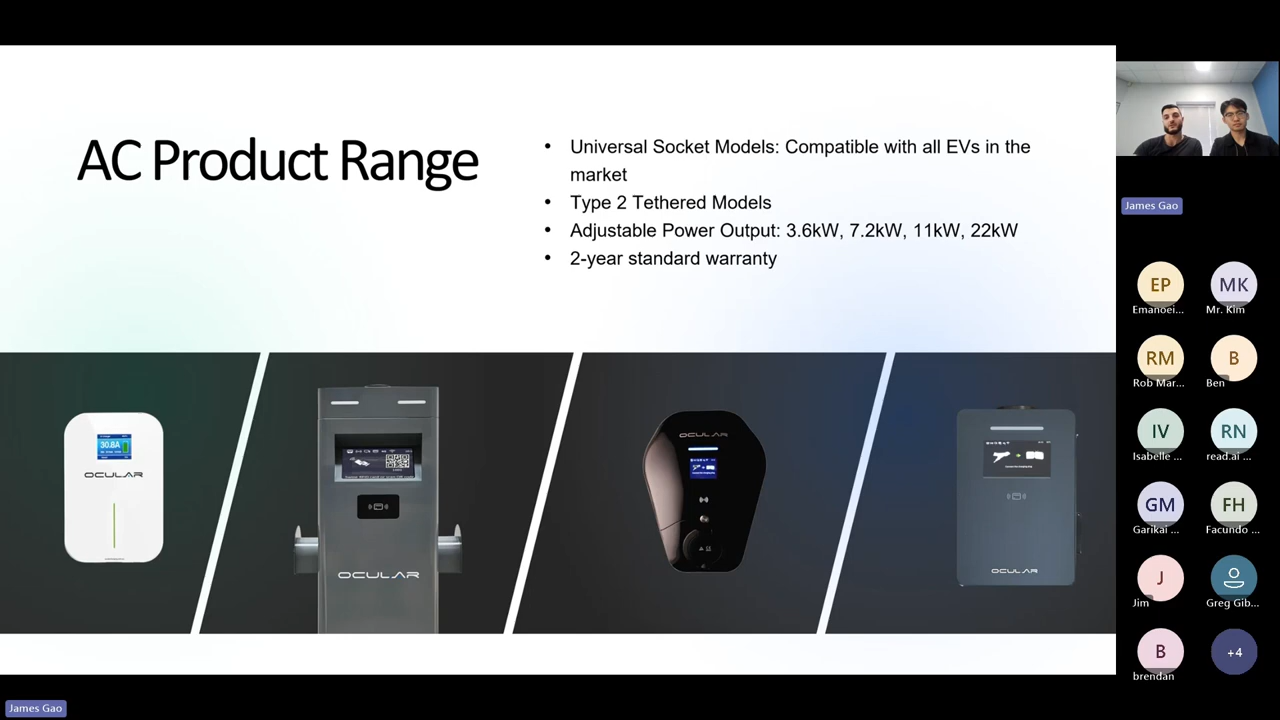 AC Product Range
• Universal Socket Models: Compatible with all EVs in the
market
• Type 2 Tethered Models
• Adjustable Power Output: 3.6kW, 7.2kW, 11kW, 22kW
• 2-year standard warranty
30.8A
OCULAR
OCULAR
OCULAR
OCULAR
James Gao
EP
Emanoei...
MK
Mr. Kim
RM
Rob Mar...
B
Ben
IV
Isabelle ...
RN
read.ai ...
GM
Garikai ...
FH
Facundo ...
J
Jim
Greg Gib...
B
brendan
+4
James Gao